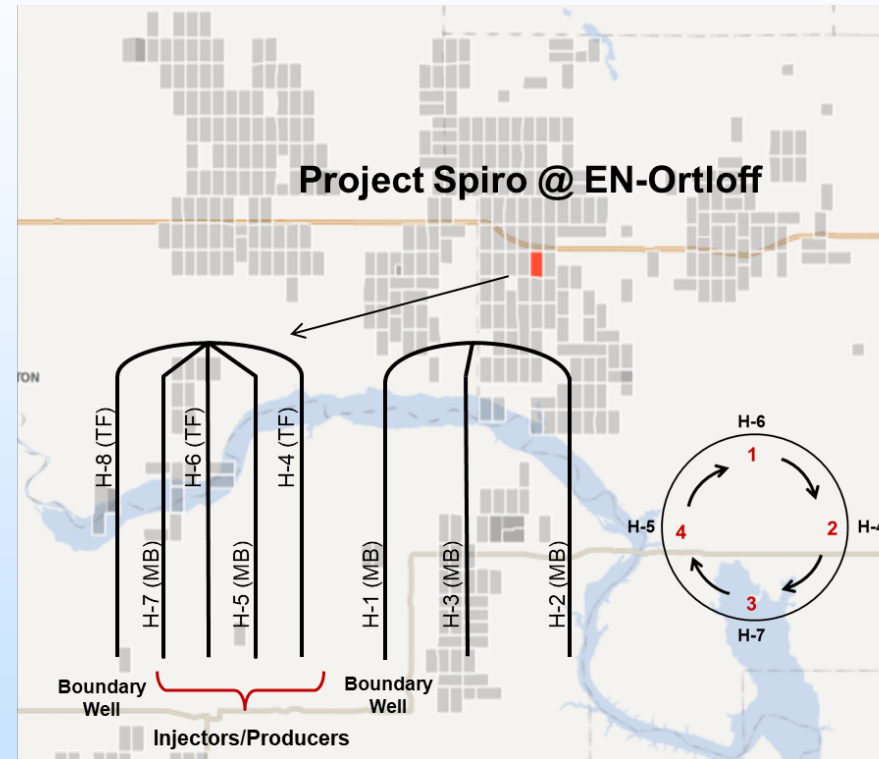 Project Spiro @ EN-Ortloff
TON
H-8 (TF)
H-7 (MB)
H-6 (TF)
H-5 (MB)
H-4 (TF)
H-1 (MB)
H-3 (MB)
H-2 (MB)
Boundary
Well
Injectors/Producers
Boundary
Well
H-6
1
H-5
4
2
H-4
3
H-7